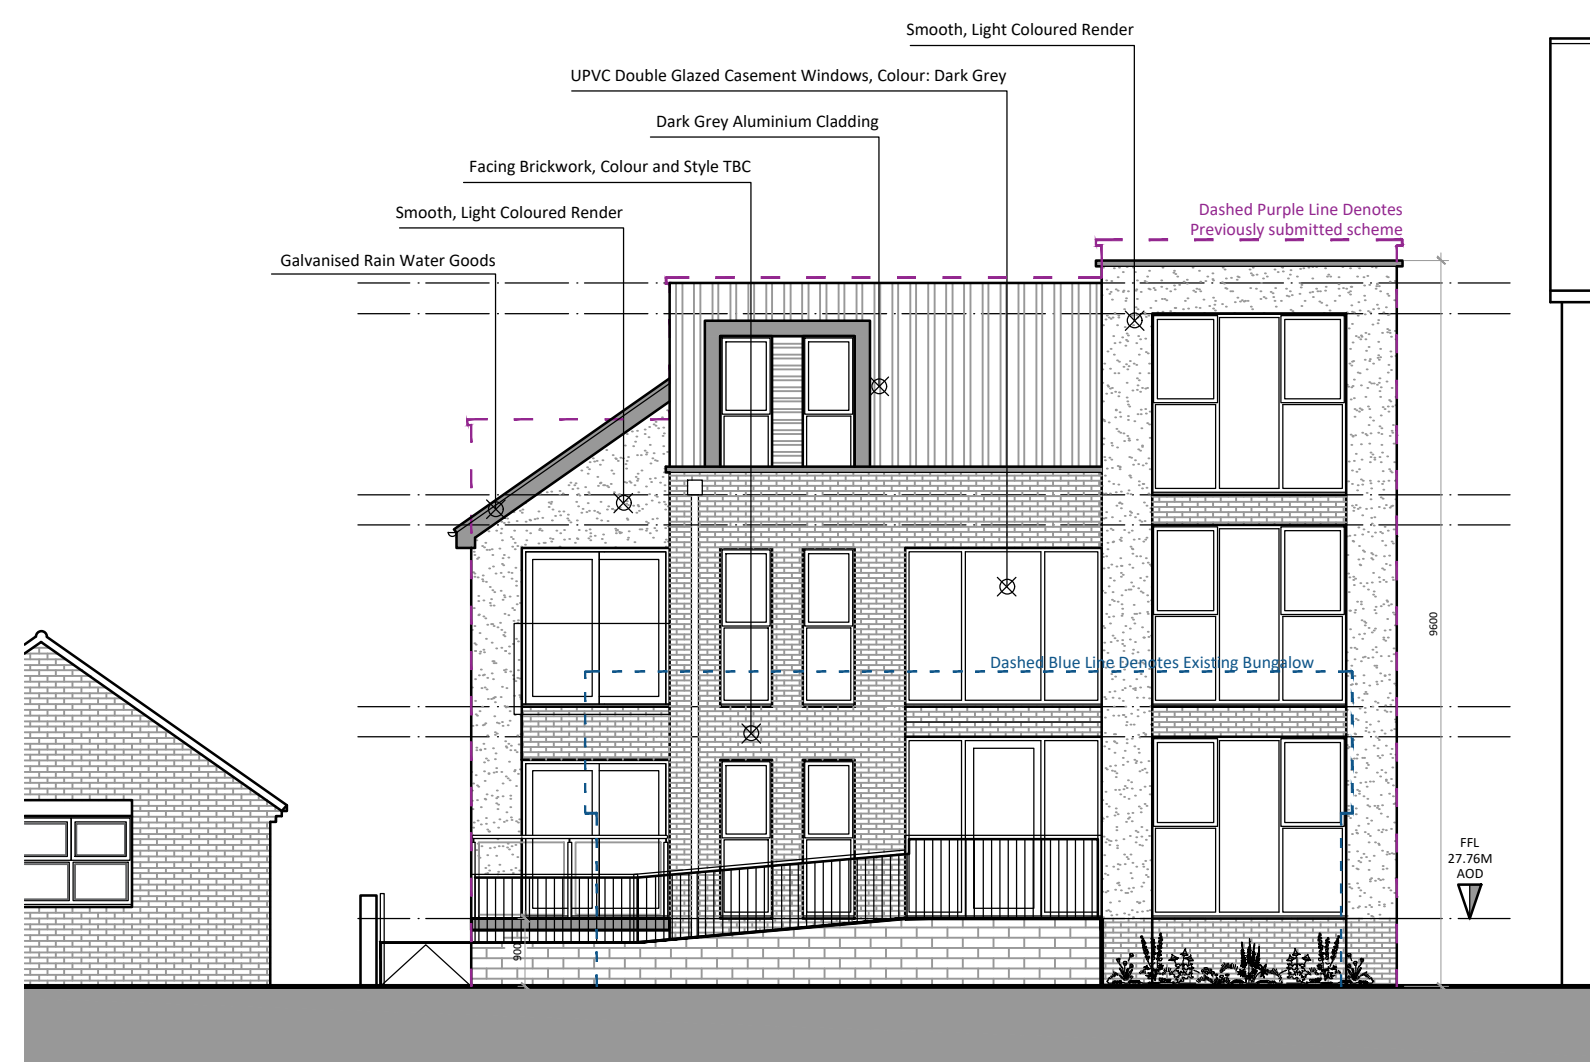 Smooth, Light Coloured Render
UPVC Double Glazed Casement Windows, Colour: Dark Grey
Dark Grey Aluminium Cladding
Facing Brickwork, Colour and Style TBC
Smooth, Light Coloured Render
Galvanised Rain Water Goods
Dashed Purple Line Denotes
Previously submitted scheme
9600
Dashed Blue Line Denotes Existing Bungalow
FFL
27.76M
AOD
900